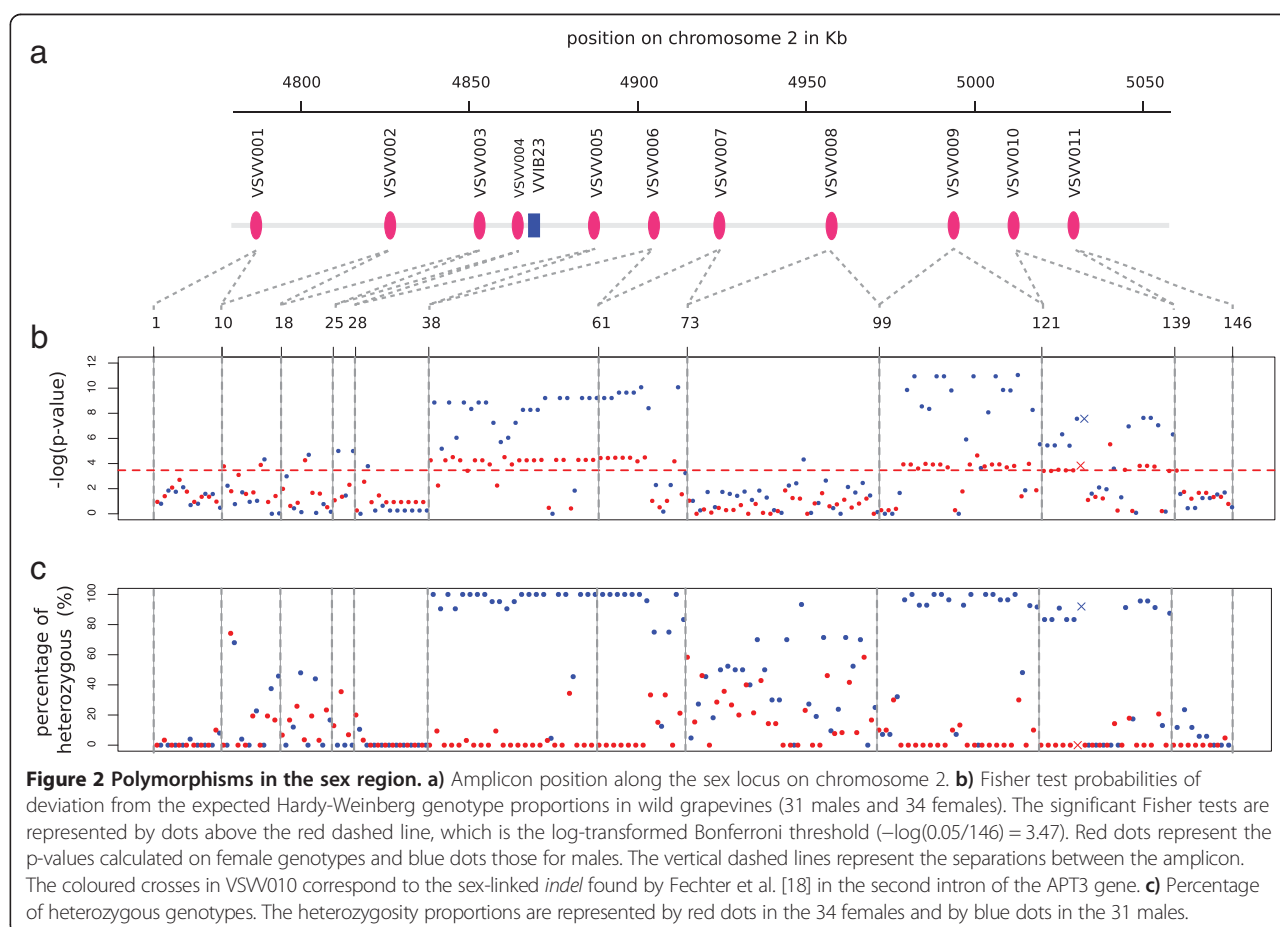 a
position on chromosome 2 in Kb
4800 4850 4900 4950 5000 5050
VSVV001 VSVV002 VSVV003 VSVV004 VVIB23 VSVV005 VSVV006 VSVV007 VSVV008 VSVV009 VSVV010 VSVV011
1 10 18 25 28 38 61 73 99 121 139 146
b
-log(p-value)
12
10
8
6
4
2
0
c
percentage of
heterozygous (%)
100
80
60
40
20
0
Figure 2 Polymorphisms in the sex region. a) Amplicon position along the sex locus on chromosome 2. b) Fisher test probabilities of
deviation from the expected Hardy-Weinberg genotype proportions in wild grapevines (31 males and 34 females). The significant Fisher tests are
represented by dots above the red dashed line, which is the log-transformed Bonferroni threshold (−log(0.05/146) = 3.47). Red dots represent the
p-values calculated on female genotypes and blue dots those for males. The vertical dashed lines represent the separations between the amplicon.
The coloured crosses in VSVV010 correspond to the sex-linked indel found by Fechter et al. [18] in the second intron of the APT3 gene. c) Percentage
of heterozygous genotypes. The heterozygosity proportions are represented by red dots in the 34 females and by blue dots in the 31 males.